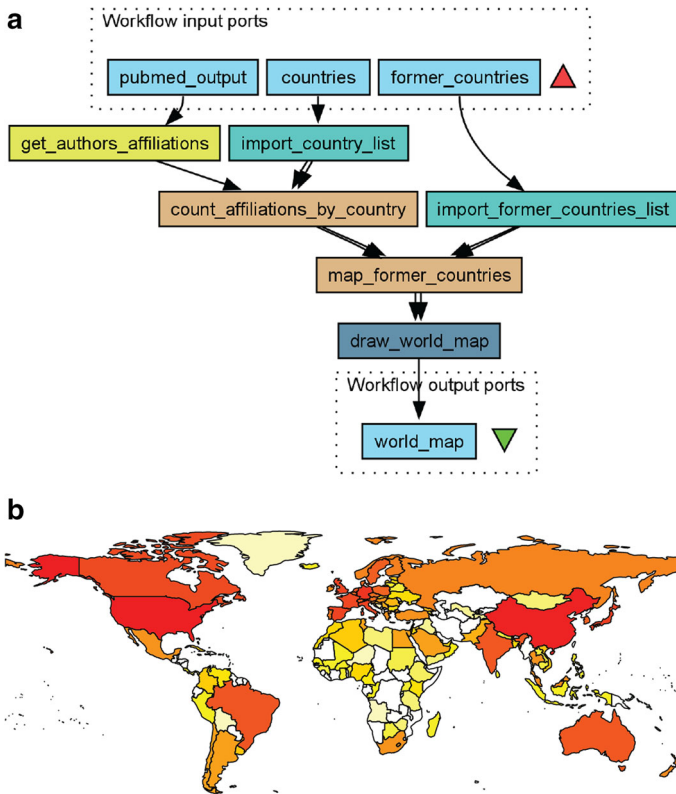 a
Workflow input ports
pubmed_output countries former_countries
get_authors_affiliations import_country_list
count_affiliations_by_country import_former_countries_list
map_former_countries
draw_world_map
Workflow output ports
world_map
b